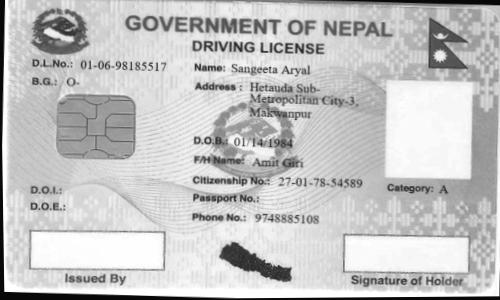 GOVERNMENT OF NEPAL
DRIVING LICENSE
D.L.No.: 01-06-98185517
B.G.: O-
Name: Sangeeta Aryal
Address : Hetauda Sub-
Metropolitan City-3,
Makwanpur
D.O.B.: 01/14/1984
F/H Name: Amit Giri
Citizenship No.: 27-01-78-54589
Passport No.:
Phone No.: 9748885108
D.O.I.:
D.O.E.:
Category: A
Issued By
Signature of Holder